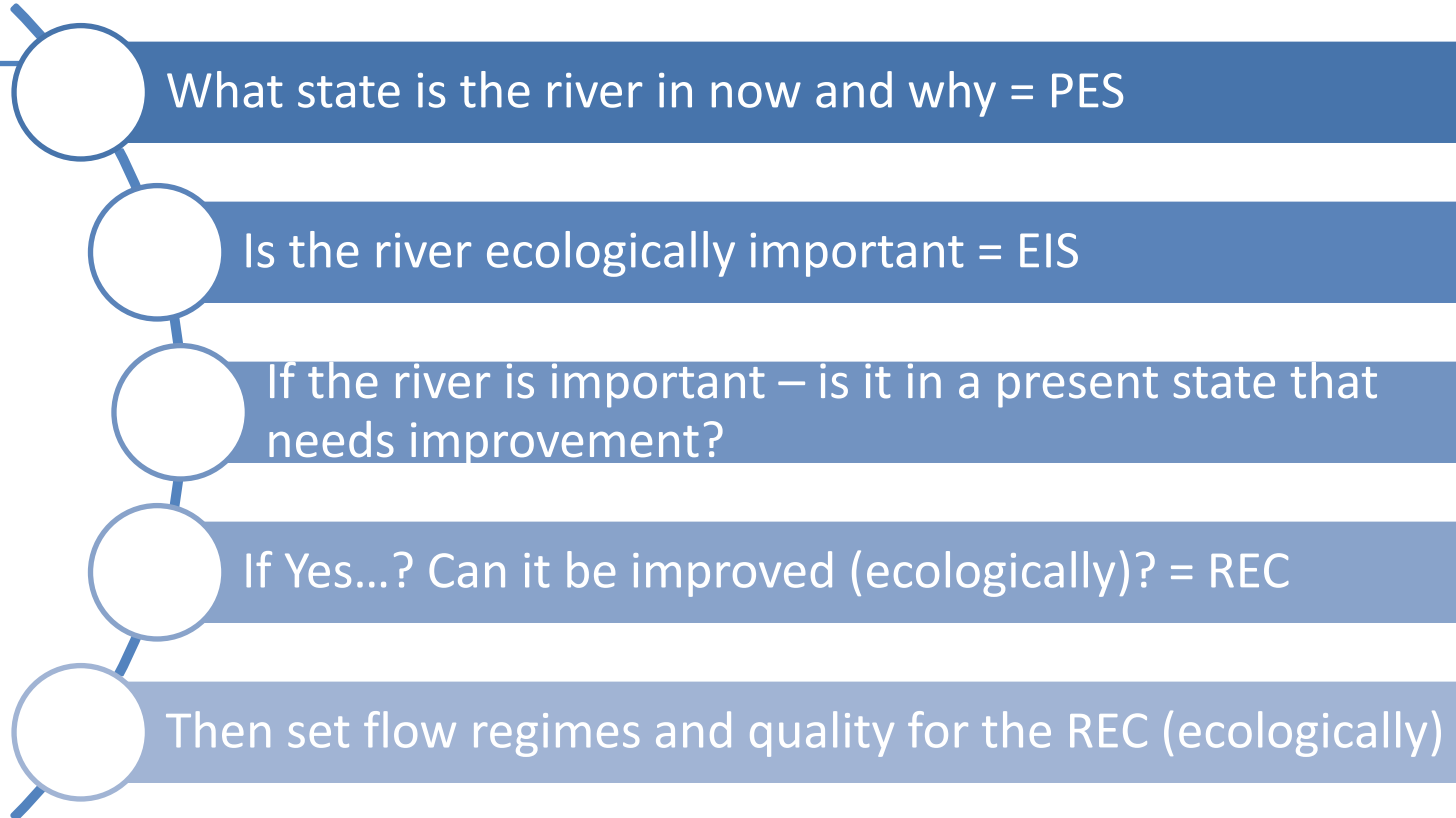 What state is the river in now and why = PES
Is the river ecologically important = EIS
If the river is important – is it in a present state that
needs improvement?
If Yes…? Can it be improved (ecologically)? = REC
Then set flow regimes and quality for the REC (ecologically)